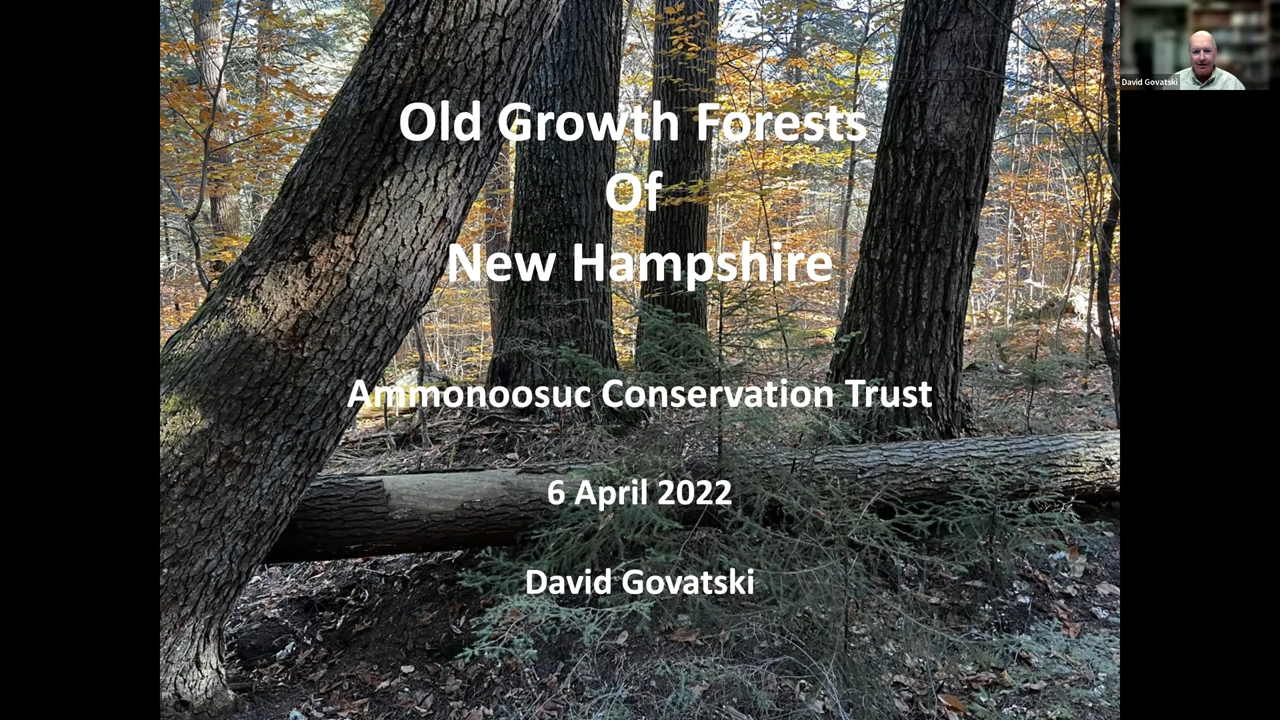 Old Growth Forests
Of
New Hampshire
Ammonoosuc Conservation Trust
6 April 2022
David Govatski
David Govatski